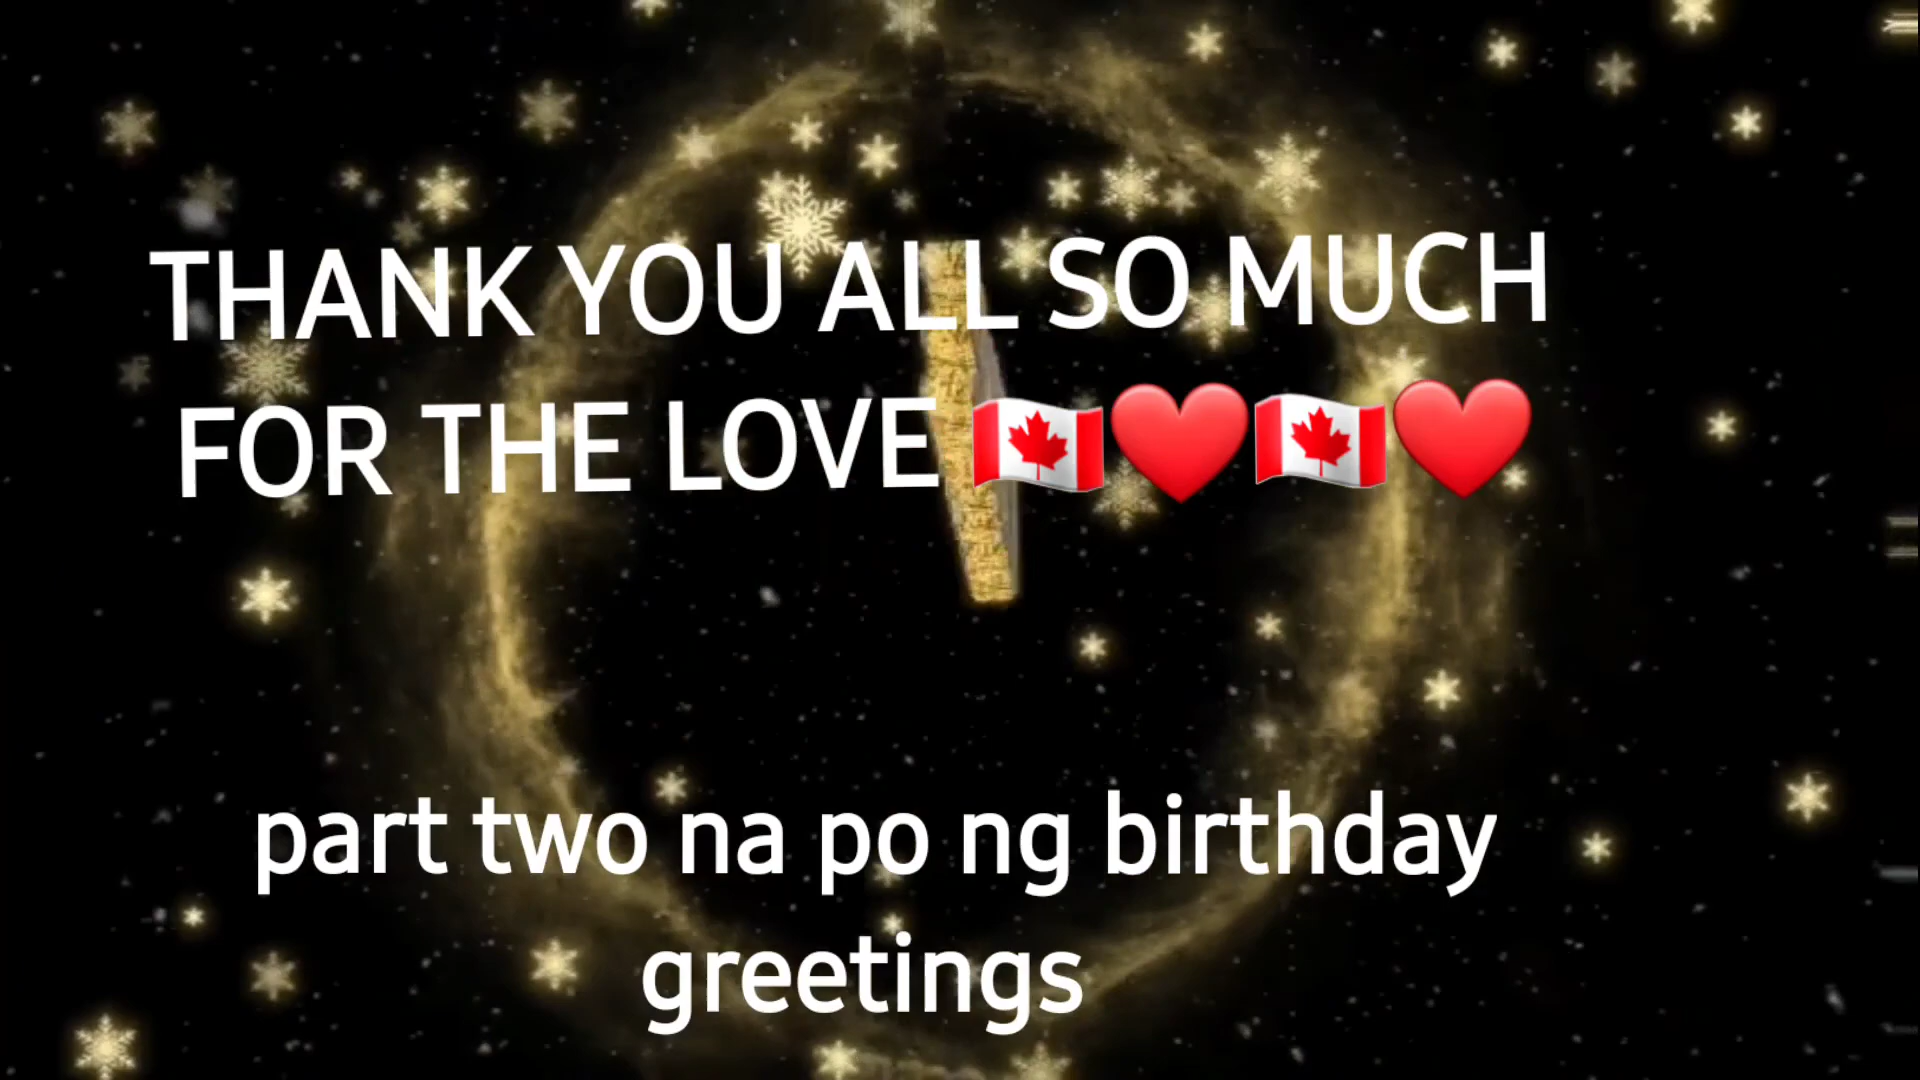 THANK YOU ALL SO MUCH
FOR THE LOVE 🇨🇦❤️🇨🇦❤️
part two na po ng birthday
greetings